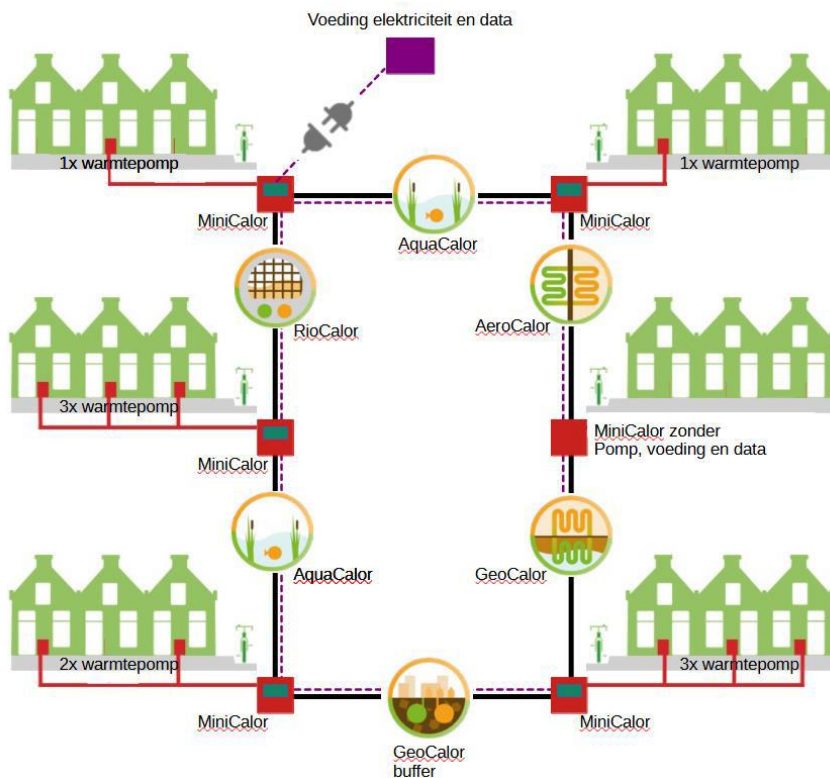 Voeding elektriciteit en data
1x warmtepomp
1x warmtepomp
MiniCalor
AquaCalor
MiniCalor
RioCalor
AeroCalor
3x warmtepomp
MiniCalor
MiniCalor zonder
Pomp, voeding en data
AquaCalor
GeoCalor
2x warmtepomp
3x warmtepomp
MiniCalor
MiniCalor
GeoCalor
buffer